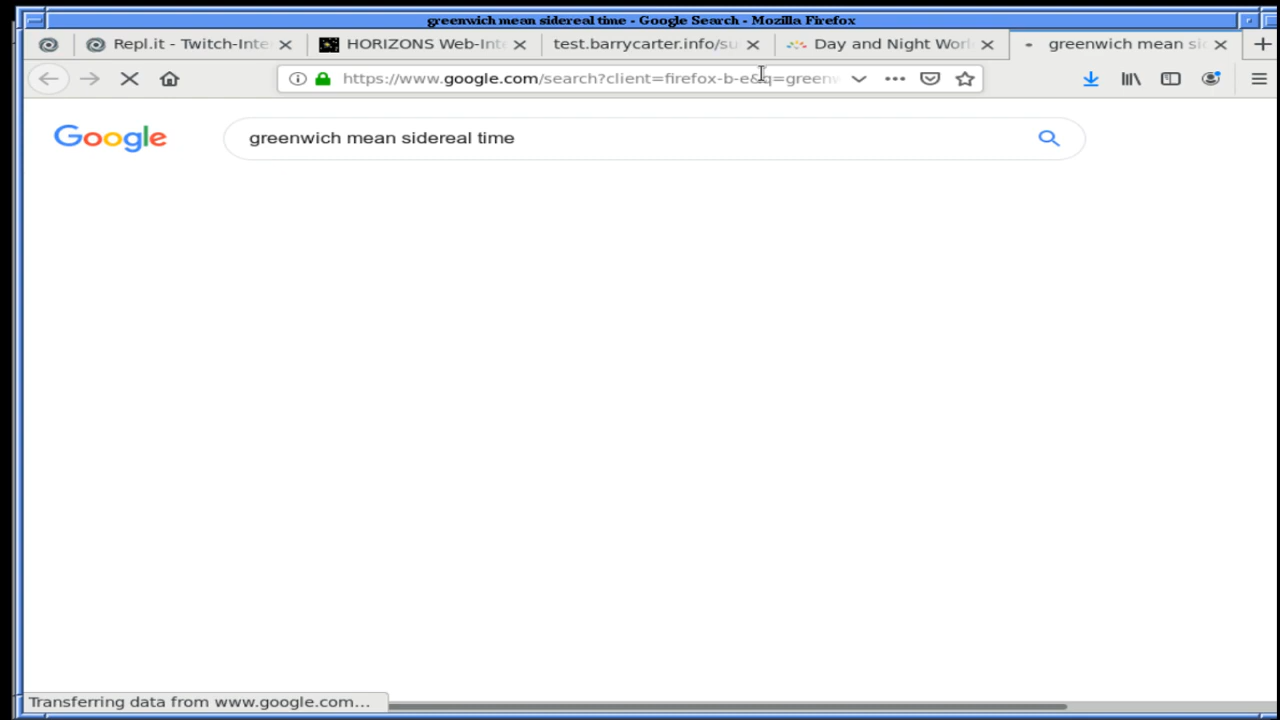 greenwich mean sidereal time - Google Search - Mozilla Firefox
Repl.it - Twitch-Inte
HORIZONS Web-Int
test.barrycarter.info/su
Day and Night Worl
greenwich mean si
https://www.google.com/search?client=firefox-b-e&q=greenw
Google
greenwich mean sidereal time
Transferring data from www.google.com...